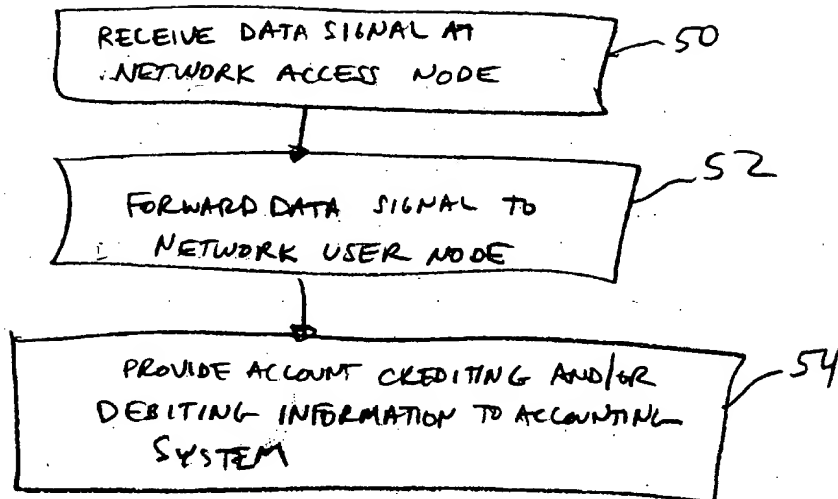 RECEIVE DATA SIGNAL AT
NETWORK ACCESS NODE
50
FORWARD DATA SIGNAL TO
NETWORK USER NODE
52
PROVIDE ACCOUNT CREDITING AND/OR
DEBITING INFORMATION TO ACCOUNTING
SYSTEM
54